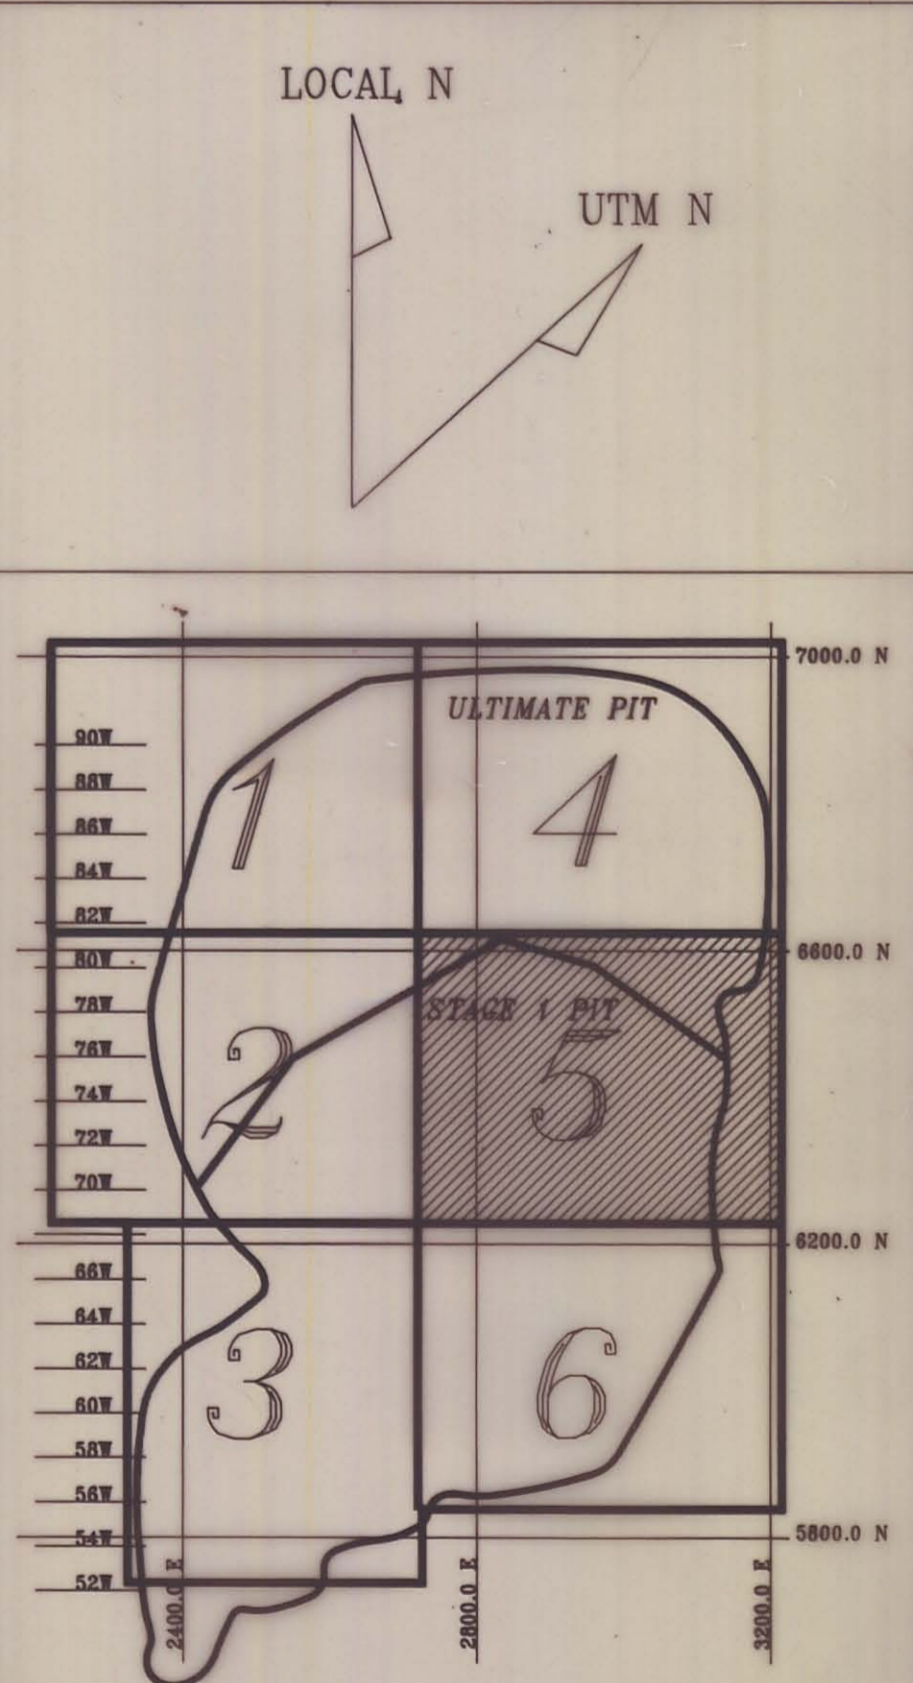 LOCAL N
UTM N
7000.0 N
ULTIMATE PIT
90W
88W
1
4
86W
84W
82W
6600.0 N
80W
78W
STAGE 1 PIT
76W
2
5
74W
72W
70W
6200.0 N
66W
64W
62W
3
6
60W
58W
56W
54W
5800.0 N
52W
2400.0 E
2800.0 E
3200.0 E